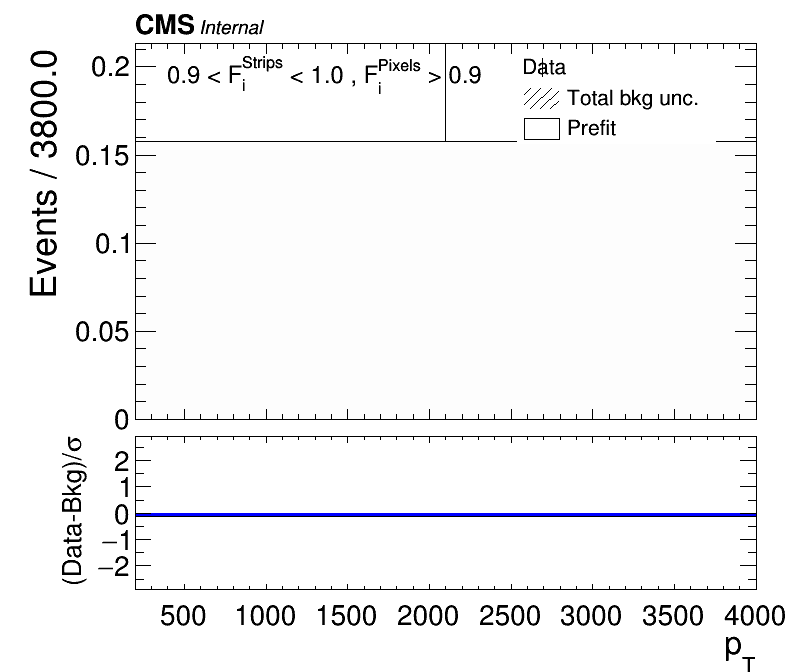 CMS Internal
0.9 < F_i^Strips < 1.0 , F_i^Pixels > 0.9
Data
Total bkg unc.
Prefit
Events / 3800.0
0.2
0.15
0.1
0.05
0
(Data-Bkg)/σ
2
1
0
−1
−2
500 1000 1500 2000 2500 3000 3500 4000
p_T